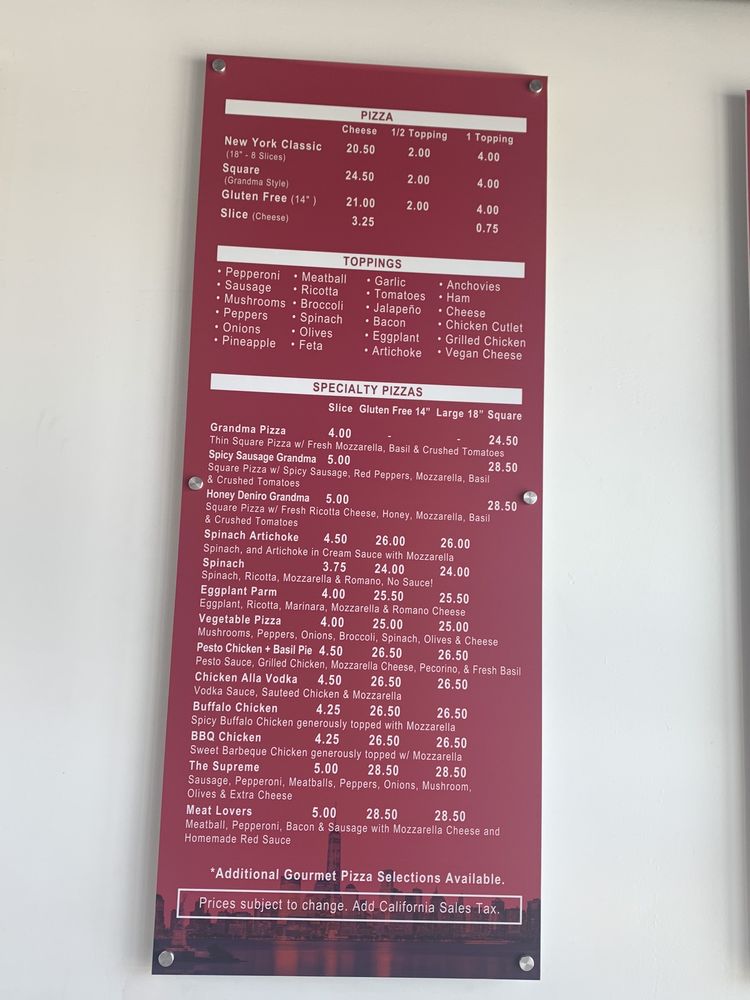 PIZZA
Cheese 1/2 Topping 1 Topping
New York Classic 20.50 2.00 4.00
(18" - 8 Slices)
Square 24.50 2.00 4.00
(Grandma Style)
Gluten Free (14" ) 21.00 2.00 4.00
Slice (Cheese) 3.25 0.75
TOPPINGS
• Pepperoni • Meatball • Garlic • Anchovies
• Sausage • Ricotta • Tomatoes • Ham
• Mushrooms • Broccoli • Jalapeño • Cheese
• Peppers • Spinach • Bacon • Chicken Cutlet
• Onions • Olives • Eggplant • Grilled Chicken
• Pineapple • Feta • Artichoke • Vegan Cheese
SPECIALTY PIZZAS
Slice Gluten Free 14" Large 18" Square
Grandma Pizza 4.00 - - 24.50
Thin Square Pizza w/ Fresh Mozzarella, Basil & Crushed Tomatoes
Spicy Sausage Grandma 5.00 28.50
Square Pizza w/ Spicy Sausage, Red Peppers, Mozzarella, Basil
& Crushed Tomatoes
Honey Deniro Grandma 5.00 28.50
Square Pizza w/ Fresh Ricotta Cheese, Honey, Mozzarella, Basil
& Crushed Tomatoes
Spinach Artichoke 4.50 26.00 26.00
Spinach, and Artichoke in Cream Sauce with Mozzarella
Spinach 3.75 24.00 24.00
Spinach, Ricotta, Mozzarella & Romano, No Sauce!
Eggplant Parm 4.00 25.50 25.50
Eggplant, Ricotta, Marinara, Mozzarella & Romano Cheese
Vegetable Pizza 4.00 25.00 25.00
Mushrooms, Peppers, Onions, Broccoli, Spinach, Olives & Cheese
Pesto Chicken + Basil Pie 4.50 26.50 26.50
Pesto Sauce, Grilled Chicken, Mozzarella Cheese, Pecorino, & Fresh Basil
Chicken Alla Vodka 4.50 26.50 26.50
Vodka Sauce, Sauteed Chicken & Mozzarella
Buffalo Chicken 4.25 26.50 26.50
Spicy Buffalo Chicken generously topped with Mozzarella
BBQ Chicken 4.25 26.50 26.50
Sweet Barbeque Chicken generously topped w/ Mozzarella
The Supreme 5.00 28.50 28.50
Sausage, Pepperoni, Meatballs, Peppers, Onions, Mushroom,
Olives & Extra Cheese
Meat Lovers 5.00 28.50 28.50
Meatball, Pepperoni, Bacon & Sausage with Mozzarella Cheese and
Homemade Red Sauce
*Additional Gourmet Pizza Selections Available.
Prices subject to change. Add California Sales Tax.